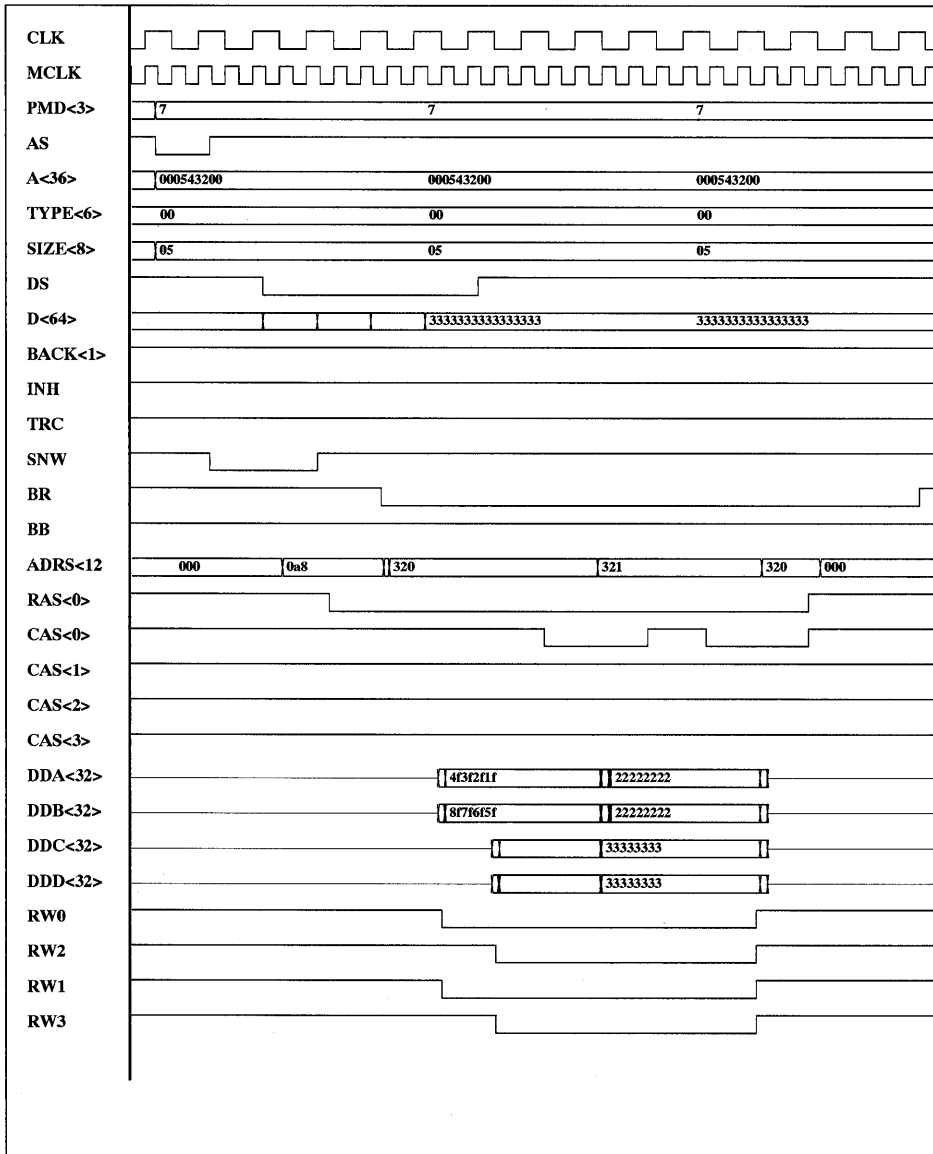 CLK
MCLK
PMD<3> 7 7 7
AS
A<36> 000543200 000543200 000543200
TYPE<6> 00 00 00
SIZE<8> 05 05 05
DS
D<64> 3333333333333333 3333333333333333
BACK<1>
INH
TRC
SNW
BR
BB
ADRS<12 000 0a8 320 321 320 000
RAS<0>
CAS<0>
CAS<1>
CAS<2>
CAS<3>
DDA<32> 4f3f2f1f 22222222
DDB<32> 8f7f6f5f 22222222
DDC<32> 33333333
DDD<32> 33333333
RW0
RW2
RW1
RW3